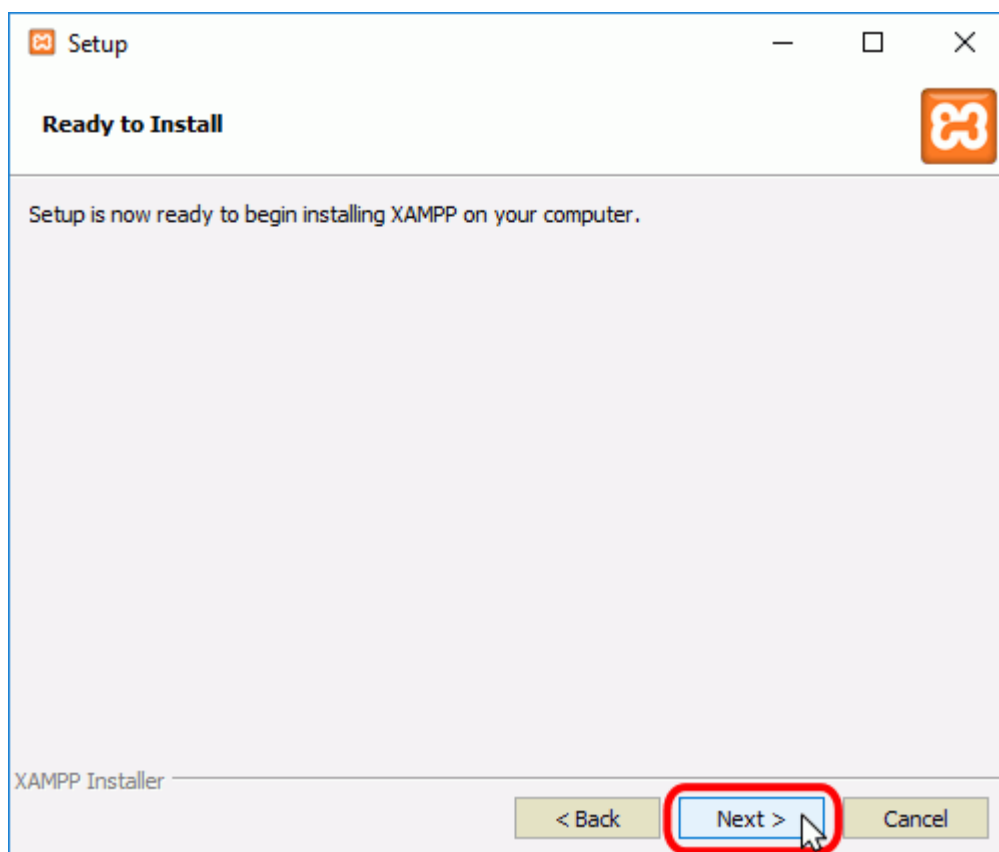 Setup
Ready to Install
Setup is now ready to begin installing XAMPP on your computer.
XAMPP Installer
< Back
Next >
Cancel